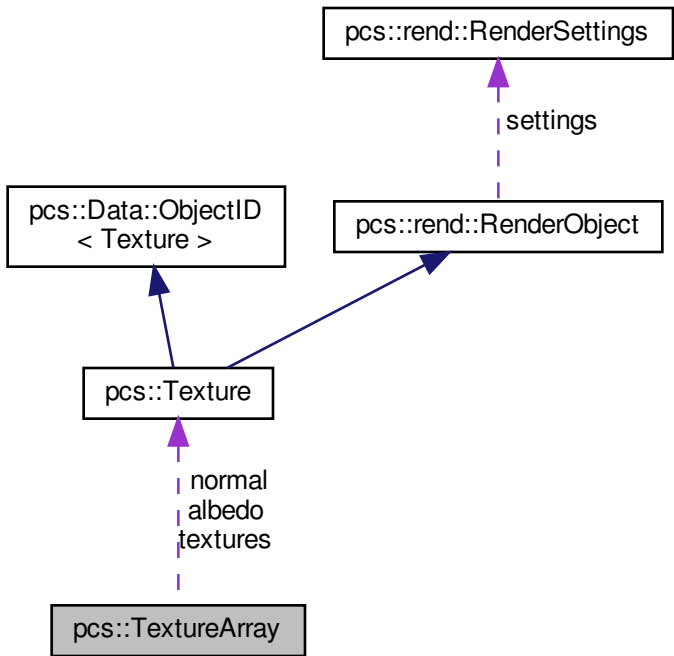 pcs::rend::RenderSettings
settings
pcs::Data::ObjectID
< Texture >
pcs::rend::RenderObject
pcs::Texture
normal
albedo
textures
pcs::TextureArray